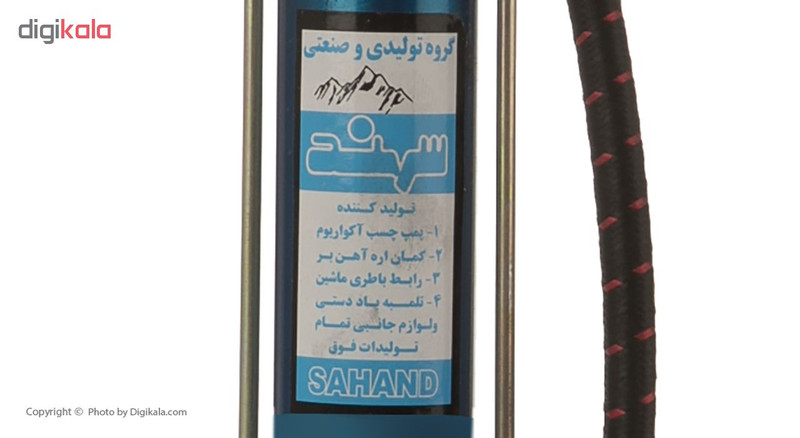 digikala
گروه تولیدی و صنعتی
سهند
تولید کننده
۱- پمپ چسب آکواریوم
۲- کمان اره آهن بر
۳- رابط باطری ماشین
۴- تلمبه باد دستی
ولوازم جانبی تمام
تولیدات فوق
SAHAND
Copyright © Photo by Digikala.com